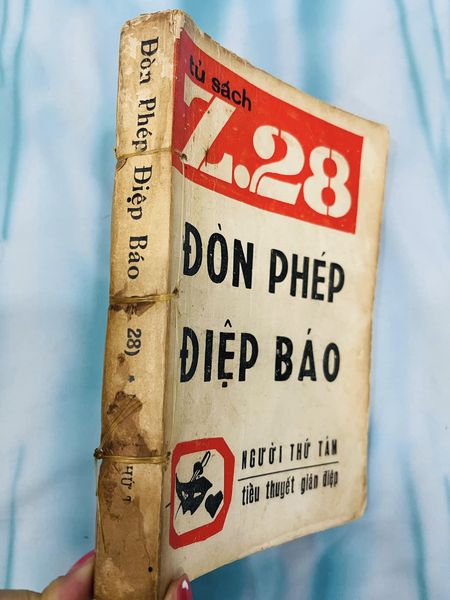 Đòn Phép Điệp Báo 28) *
tủ sách
Z.28
ĐÒN PHÉP
ĐIỆP BÁO
NGƯỜI THỨ TÁM
tiểu thuyết gián điệp